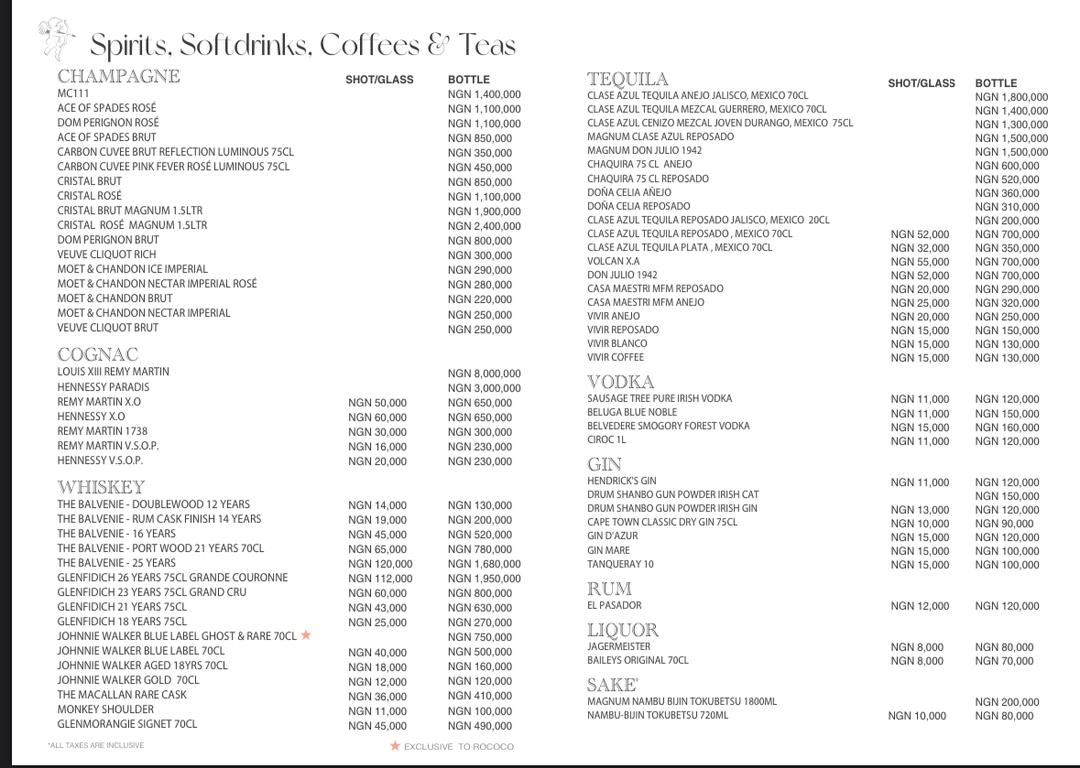 Spirits, Softdrinks, Coffees & Teas
CHAMPAGNE SHOT/GLASS BOTTLE
MC111 NGN 1,400,000
ACE OF SPADES ROSÉ NGN 1,100,000
DOM PERIGNON ROSÉ NGN 1,100,000
ACE OF SPADES BRUT NGN 850,000
CARBON CUVEE BRUT REFLECTION LUMINOUS 75CL NGN 350,000
CARBON CUVEE PINK FEVER ROSÉ LUMINOUS 75CL NGN 450,000
CRISTAL BRUT NGN 850,000
CRISTAL ROSÉ NGN 1,100,000
CRISTAL BRUT MAGNUM 1.5LTR NGN 1,900,000
CRISTAL ROSÉ MAGNUM 1.5LTR NGN 2,400,000
DOM PERIGNON BRUT NGN 800,000
VEUVE CLIQUOT RICH NGN 300,000
MOET & CHANDON ICE IMPERIAL NGN 290,000
MOET & CHANDON NECTAR IMPERIAL ROSÉ NGN 280,000
MOET & CHANDON BRUT NGN 220,000
MOET & CHANDON NECTAR IMPERIAL NGN 250,000
VEUVE CLIQUOT BRUT NGN 250,000
COGNAC
LOUIS XIII REMY MARTIN NGN 8,000,000
HENNESSY PARADIS NGN 3,000,000
REMY MARTIN X.O NGN 50,000 NGN 650,000
HENNESSY X.O NGN 60,000 NGN 650,000
REMY MARTIN 1738 NGN 30,000 NGN 300,000
REMY MARTIN V.S.O.P. NGN 16,000 NGN 230,000
HENNESSY V.S.O.P. NGN 20,000 NGN 230,000
WHISKEY
THE BALVENIE - DOUBLEWOOD 12 YEARS NGN 14,000 NGN 130,000
THE BALVENIE - RUM CASK FINISH 14 YEARS NGN 19,000 NGN 200,000
THE BALVENIE - 16 YEARS NGN 45,000 NGN 520,000
THE BALVENIE - PORT WOOD 21 YEARS 70CL NGN 65,000 NGN 780,000
THE BALVENIE - 25 YEARS NGN 120,000 NGN 1,680,000
GLENFIDICH 26 YEARS 75CL GRANDE COURONNE NGN 112,000 NGN 1,950,000
GLENFIDICH 23 YEARS 75CL GRAND CRU NGN 60,000 NGN 800,000
GLENFIDICH 21 YEARS 75CL NGN 43,000 NGN 630,000
GLENFIDICH 18 YEARS 75CL NGN 25,000 NGN 270,000
JOHNNIE WALKER BLUE LABEL GHOST & RARE 70CL ★ NGN 750,000
JOHNNIE WALKER BLUE LABEL 70CL NGN 40,000 NGN 500,000
JOHNNIE WALKER AGED 18YRS 70CL NGN 18,000 NGN 160,000
JOHNNIE WALKER GOLD 70CL NGN 12,000 NGN 120,000
THE MACALLAN RARE CASK NGN 36,000 NGN 410,000
MONKEY SHOULDER NGN 11,000 NGN 100,000
GLENMORANGIE SIGNET 70CL NGN 45,000 NGN 490,000
*ALL TAXES ARE INCLUSIVE
★ EXCLUSIVE TO ROCOCO
TEQUILA SHOT/GLASS BOTTLE
CLASE AZUL TEQUILA ANEJO JALISCO, MEXICO 70CL NGN 1,800,000
CLASE AZUL TEQUILA MEZCAL GUERRERO, MEXICO 70CL NGN 1,400,000
CLASE AZUL CENIZO MEZCAL JOVEN DURANGO, MEXICO 75CL NGN 1,300,000
MAGNUM CLASE AZUL REPOSADO NGN 1,500,000
MAGNUM DON JULIO 1942 NGN 1,500,000
CHAQUIRA 75 CL ANEJO NGN 600,000
CHAQUIRA 75 CL REPOSADO NGN 520,000
DOÑA CELIA AÑEJO NGN 360,000
DOÑA CELIA REPOSADO NGN 310,000
CLASE AZUL TEQUILA REPOSADO JALISCO, MEXICO 20CL NGN 200,000
CLASE AZUL TEQUILA REPOSADO , MEXICO 70CL NGN 52,000 NGN 700,000
CLASE AZUL TEQUILA PLATA , MEXICO 70CL NGN 32,000 NGN 350,000
VOLCAN X.A NGN 55,000 NGN 700,000
DON JULIO 1942 NGN 52,000 NGN 700,000
CASA MAESTRI MFM REPOSADO NGN 20,000 NGN 290,000
CASA MAESTRI MFM ANEJO NGN 25,000 NGN 320,000
VIVIR ANEJO NGN 20,000 NGN 250,000
VIVIR REPOSADO NGN 15,000 NGN 150,000
VIVIR BLANCO NGN 15,000 NGN 130,000
VIVIR COFFEE NGN 15,000 NGN 130,000
VODKA
SAUSAGE TREE PURE IRISH VODKA NGN 11,000 NGN 120,000
BELUGA BLUE NOBLE NGN 11,000 NGN 150,000
BELVEDERE SMOGORY FOREST VODKA NGN 15,000 NGN 160,000
CIROC 1L NGN 11,000 NGN 120,000
GIN
HENDRICK'S GIN NGN 11,000 NGN 120,000
DRUM SHANBO GUN POWDER IRISH CAT NGN 150,000
DRUM SHANBO GUN POWDER IRISH GIN NGN 13,000 NGN 120,000
CAPE TOWN CLASSIC DRY GIN 75CL NGN 10,000 NGN 90,000
GIN D'AZUR NGN 15,000 NGN 120,000
GIN MARE NGN 15,000 NGN 100,000
TANQUERAY 10 NGN 15,000 NGN 100,000
RUM
EL PASADOR NGN 12,000 NGN 120,000
LIQUOR
JAGERMEISTER NGN 8,000 NGN 80,000
BAILEYS ORIGINAL 70CL NGN 8,000 NGN 70,000
SAKE'
MAGNUM NAMBU BIJIN TOKUBETSU 1800ML NGN 200,000
NAMBU-BIJIN TOKUBETSU 720ML NGN 10,000 NGN 80,000